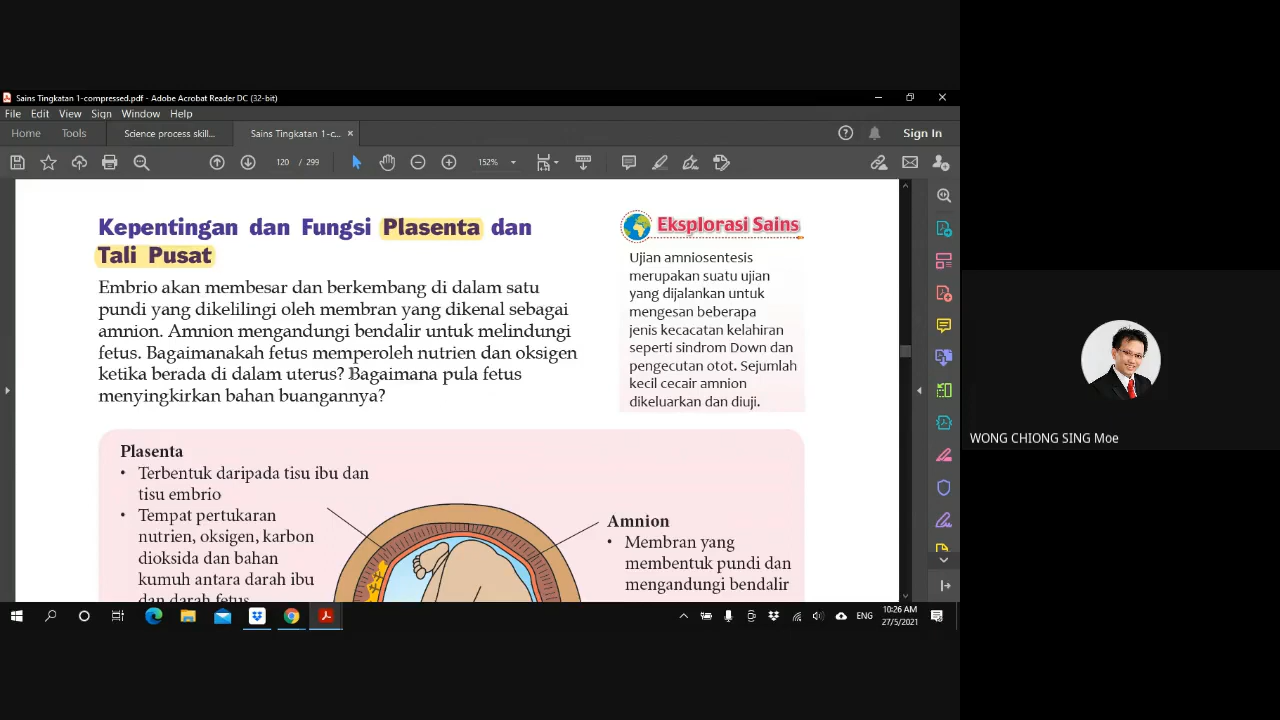 Sains Tingkatan 1-compressed.pdf - Adobe Acrobat Reader DC (32-bit)
File Edit View Sign Window Help
Home Tools Science process skill... Sains Tingkatan 1-c... × Sign In
120 / 299 152%
Kepentingan dan Fungsi Plasenta dan
Tali Pusat
Embrio akan membesar dan berkembang di dalam satu
pundi yang dikelilingi oleh membran yang dikenal sebagai
amnion. Amnion mengandungi bendalir untuk melindungi
fetus. Bagaimanakah fetus memperoleh nutrien dan oksigen
ketika berada di dalam uterus? Bagaimana pula fetus
menyingkirkan bahan buangannya?
Eksplorasi Sains
Ujian amniosentesis
merupakan suatu ujian
yang dijalankan untuk
mengesan beberapa
jenis kecacatan kelahiran
seperti sindrom Down dan
pengecutan otot. Sejumlah
kecil cecair amnion
dikeluarkan dan diuji.
Plasenta
• Terbentuk daripada tisu ibu dan
tisu embrio
• Tempat pertukaran
nutrien, oksigen, karbon
dioksida dan bahan
kumuh antara darah ibu
dan darah fetus
Amnion
• Membran yang
membentuk pundi dan
mengandungi bendalir
WONG CHIONG SING Moe
ENG
10:26 AM
27/5/2021